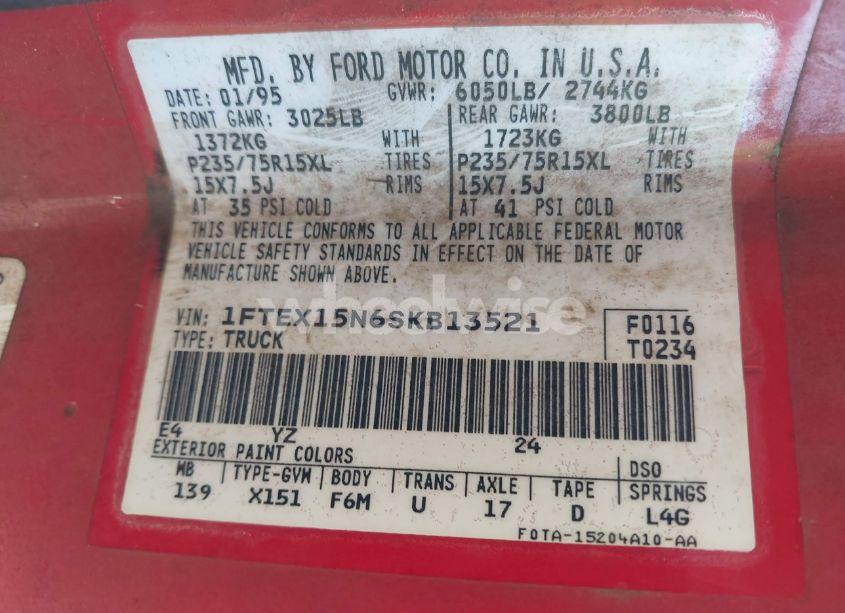 MFD. BY FORD MOTOR CO. IN U.S.A.
DATE: 01/95 GVWR: 6050LB/ 2744KG
FRONT GAWR: 3025LB REAR GAWR: 3800LB
1372KG WITH 1723KG WITH
P235/75R15XL TIRES P235/75R15XL TIRES
15X7.5J RIMS 15X7.5J RIMS
AT 35 PSI COLD AT 41 PSI COLD
THIS VEHICLE CONFORMS TO ALL APPLICABLE FEDERAL MOTOR
VEHICLE SAFETY STANDARDS IN EFFECT ON THE DATE OF
MANUFACTURE SHOWN ABOVE.
wheelwise
VIN: 1FTEX15N6SKB13521 F0116
TYPE: TRUCK T0234
E4 YZ 24
EXTERIOR PAINT COLORS DSO
WB TYPE-GVW BODY TRANS AXLE TAPE SPRINGS
139 X151 F6M U 17 D L4G
F0TA-15204A10-AA